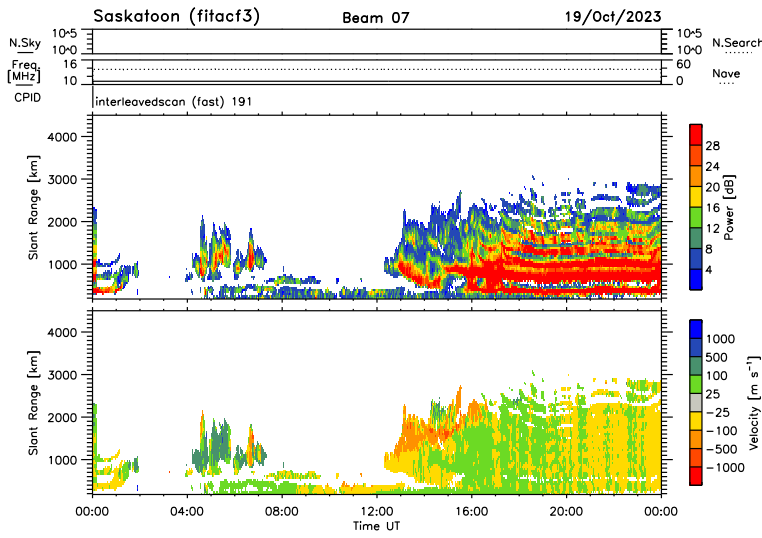 Saskatoon (fitacf3) Beam 07 19/Oct/2023
N.Sky 10^5 10^0 10^5 10^0 N.Search
Freq. [MHz] 16 10 60 0 Nave
CPID interleavedscan (fast) 191
Slant Range [km] 4000 3000 2000 1000
28 24 20 16 12 8 4 Power [dB]
Slant Range [km] 4000 3000 2000 1000
1000 500 100 25 -25 -100 -500 -1000 Velocity [m s⁻¹]
00:00 04:00 08:00 12:00 16:00 20:00 00:00
Time UT